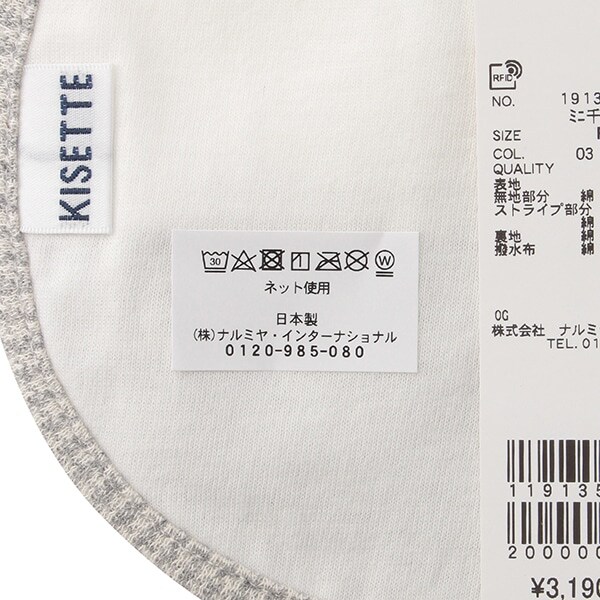 KISETTE
30
W
ネット使用
日本製
(株)ナルミヤ・インターナショナル
0120-985-080
RFID
NO. 1913
ミニ千
SIZE
COL. 03
QUALITY
表地
無地部分 綿
ストライプ部分
綿
裏地 綿
撥水布 綿
OG
株式会社 ナルミ
TEL.01
119135
200000
¥3,190